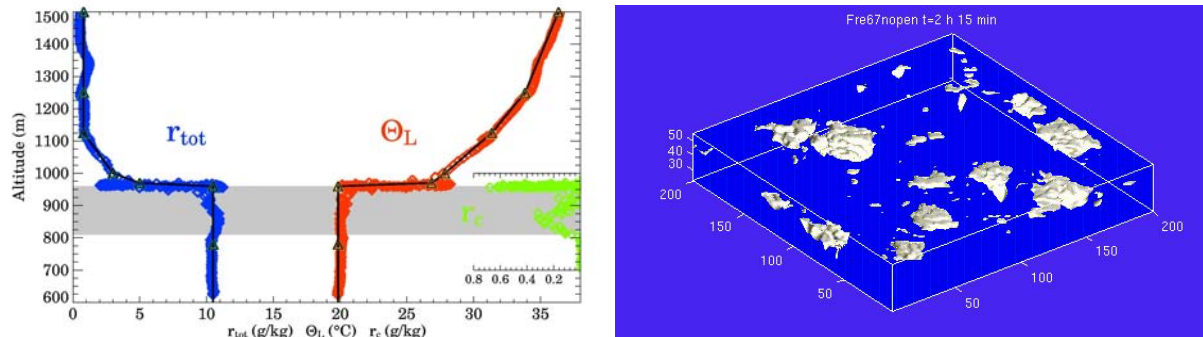 1500
1400
1300
1200
1100
1000
900
800
700
600
Altitude (m)
r_tot
Θ_L
r_c
0.8 0.6 0.4 0.2
0 5 10 15 20 25 30 35
r_tot (g/kg) Θ_L (°C) r_c (g/kg)
Fre67nopen t=2 h 15 min
50
40
30
200
150
100
50
50
100
150
200